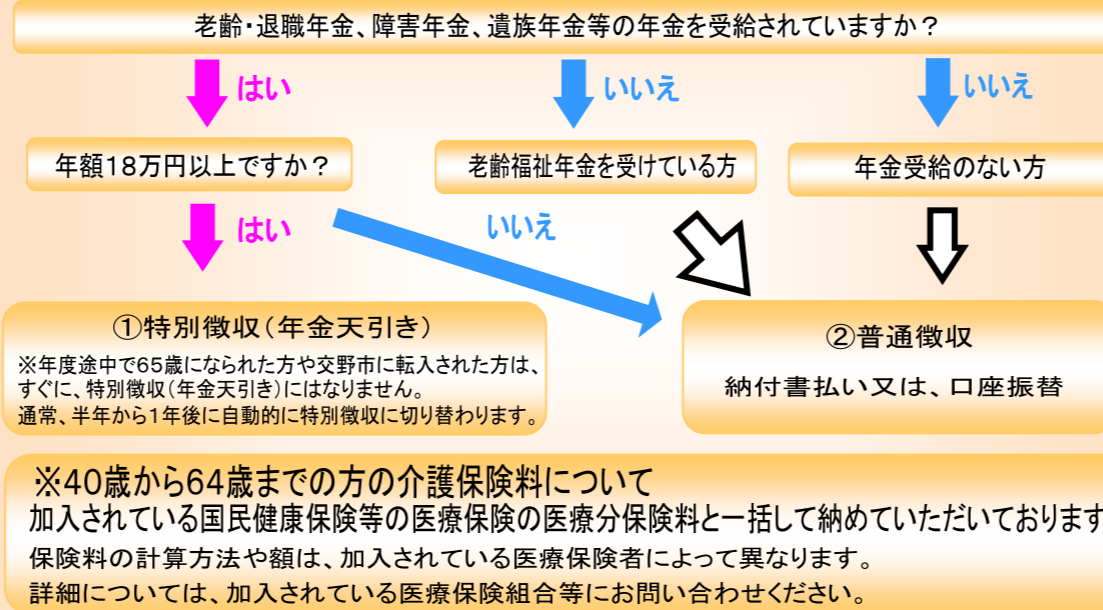 老齢・退職年金、障害年金、遺族年金等の年金を受給されていますか？
はい
いいえ
いいえ
年額18万円以上ですか？
老齢福祉年金を受けている方
年金受給のない方
はい
いいえ
①特別徴収（年金天引き）
※年度途中で65歳になられた方や交野市に転入された方は、
すぐに、特別徴収（年金天引き）にはなりません。
通常、半年から1年後に自動的に特別徴収に切り替わります。
②普通徴収
納付書払い又は、口座振替
※40歳から64歳までの方の介護保険料について
加入されている国民健康保険等の医療保険の医療分保険料と一括して納めていただいております
保険料の計算方法や額は、加入されている医療保険者によって異なります。
詳細については、加入されている医療保険組合等にお問い合わせください。